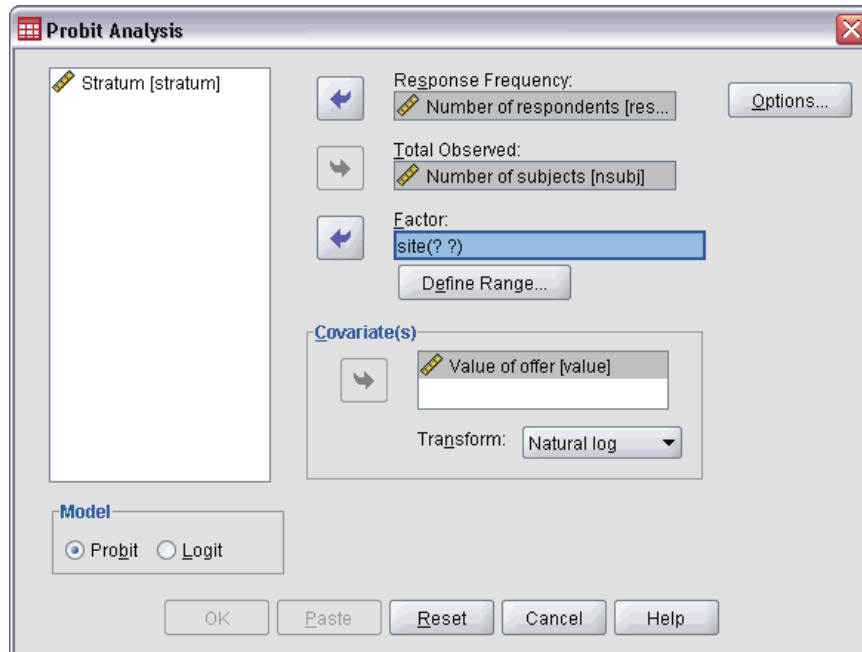 Probit Analysis
Stratum [stratum]
Response Frequency:
Number of respondents [res...
Options...
Total Observed:
Number of subjects [nsubj]
Factor:
site(? ?)
Define Range...
Covariate(s)
Value of offer [value]
Transform: Natural log
Model
Probit Logit
OK Paste Reset Cancel Help